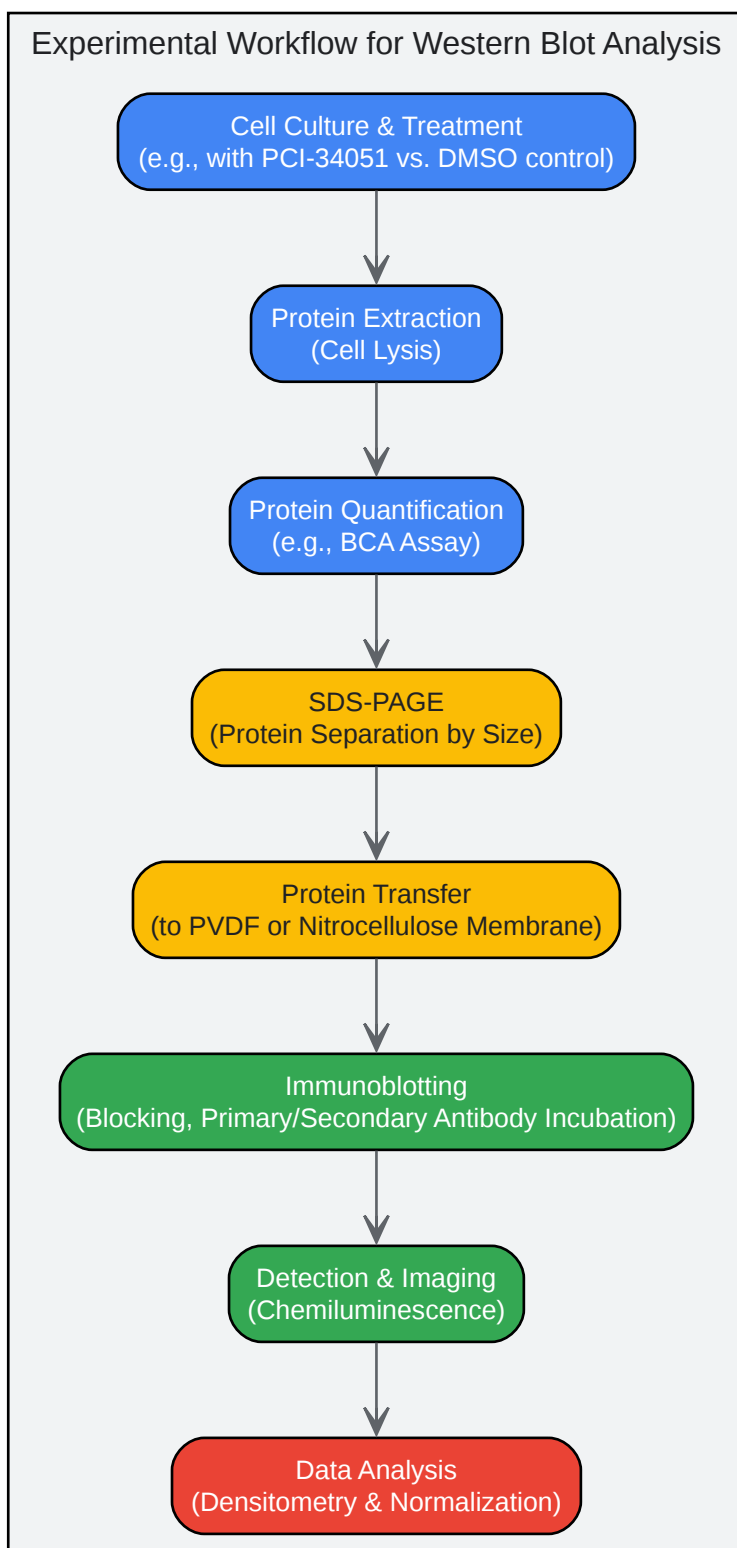 Experimental Workflow for Western Blot Analysis
Cell Culture & Treatment
(e.g., with PCI-34051 vs. DMSO control)
Protein Extraction
(Cell Lysis)
Protein Quantification
(e.g., BCA Assay)
SDS-PAGE
(Protein Separation by Size)
Protein Transfer
(to PVDF or Nitrocellulose Membrane)
Immunoblotting
(Blocking, Primary/Secondary Antibody Incubation)
Detection & Imaging
(Chemiluminescence)
Data Analysis
(Densitometry & Normalization)